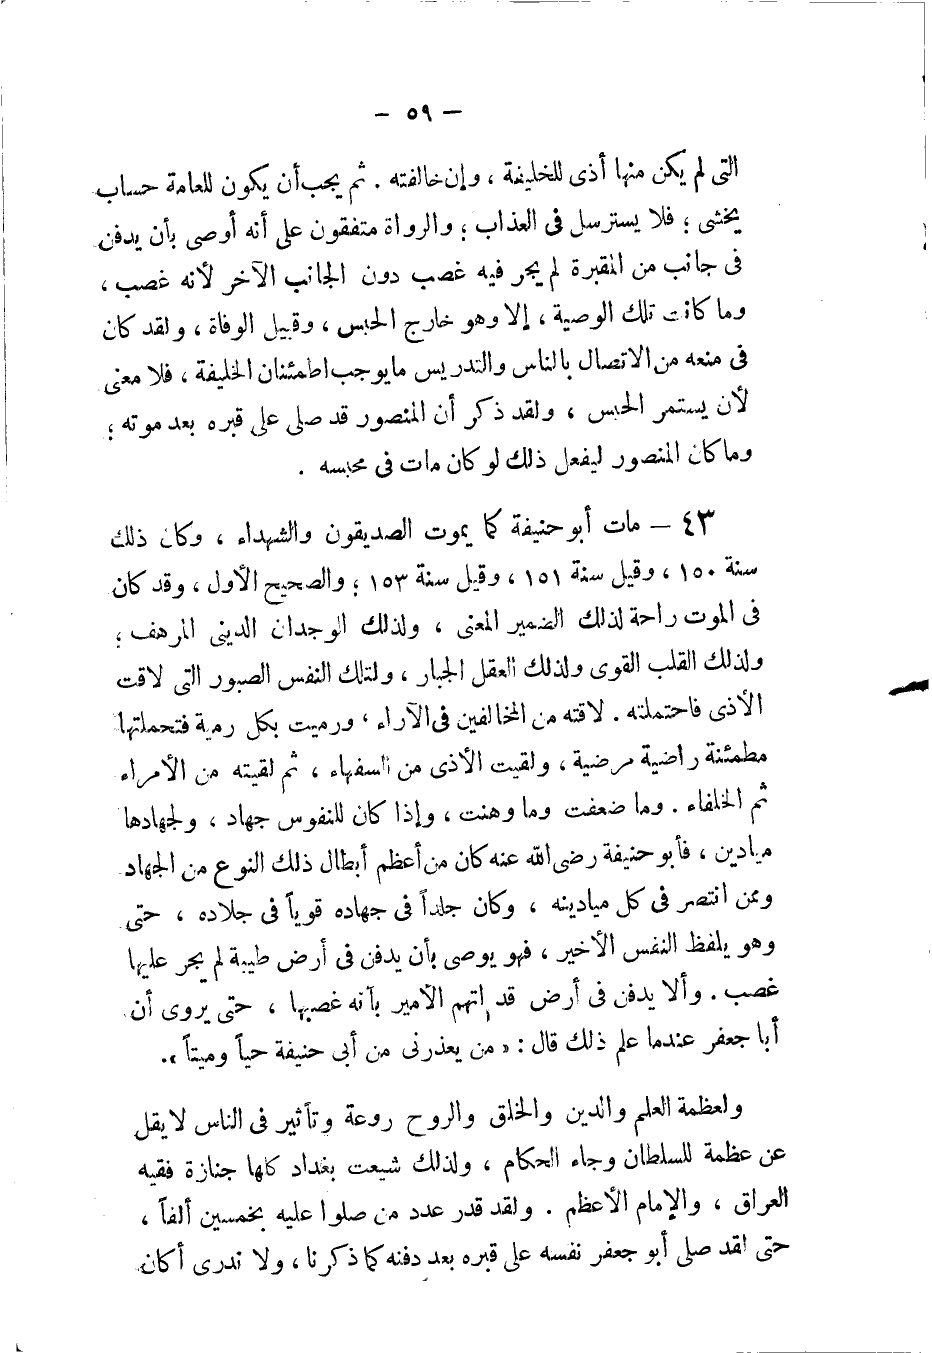 — ٥٩ —
التى لم يكن منها أذى للخليفة ، وإن خالفته . ثم يجب أن يكون للعامة حساب
يخشى ؛ فلا يسترسل فى العذاب ؛ والرواة متفقون على أنه أوصى بأن يدفن
فى جانب من المقبرة لم يجر فيه غصب دون الجانب الآخر لأنه غصب ،
وما كانت تلك الوصية ، إلا وهو خارج الحبس ، وقبيل الوفاة ، ولقد كان
فى منعه من الاتصال بالناس والتدريس ما يوجب اطمئنان الخليفة ، فلا معنى
لأن يستمر الحبس ، ولقد ذكر أن المنصور قد صلى على قبره بعد موته ؛
وما كان المنصور ليفعل ذلك لو كان مات فى محبسه .
٤٣ — مات أبو حنيفة كما يموت الصديقون والشهداء ، وكان ذلك
سنة ١٥٠ ، وقيل سنة ١٥١ ، وقيل سنة ١٥٣ ؛ والصحيح الأول ، وقد كان
فى الموت راحة لذلك الضمير المعنى ، ولذلك الوجدان الدينى المرهف ؛
ولذلك القلب القوى ولذلك العقل الجبار ، ولتلك النفس الصبور التى لاقت
الأذى فاحتملته . لاقته من المخالفين فى الآراء ، ورميت بكل رمية فتحملتها
مطمئنة راضية مرضية ، ولقيت الأذى من السفهاء ، ثم لقيته من الأمراء
ثم الخلفاء . وما ضعفت وما وهنت ، وإذا كان للنفوس جهاد ، ولجهادها
ميادين ، فأبو حنيفة رضى الله عنه كان من أعظم أبطال ذلك النوع من الجهاد
وممن انتصر فى كل ميادينه ، وكان جلداً فى جهاده قوياً فى جلاده ، حتى
وهو يلفظ النفس الأخير ، فهو يوصى بأن يدفن فى أرض طيبة لم يجر عليها
غصب . وألا يدفن فى أرض قد اتهم الأمير بأنه غصبها ، حتى يروى أن
أبا جعفر عندما علم ذلك قال : « من يعذرنى من أبى حنيفة حياً وميتاً » .
ولعظمة العلم والدين والخلق والروح روعة وتأثير فى الناس لا يقل
عن عظمة للسلطان وجاء الحكام ، ولذلك شيعت بغداد كلها جنازة فقيه
العراق ، والإمام الأعظم . ولقد قدر عدد من صلوا عليه بخمسين ألفاً ،
حتى لقد صلى أبو جعفر نفسه على قبره بعد دفنه كما ذكرنا ، ولا ندرى أكان